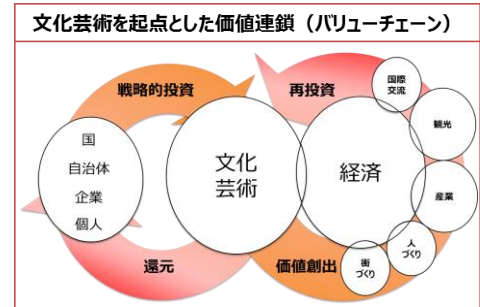 文化芸術を起点とした価値連鎖（バリューチェーン）
戦略的投資
再投資
国際
交流
観光
国
自治体
企業
個人
文化
芸術
経済
産業
人
づくり
街
づくり
還元
価値創出